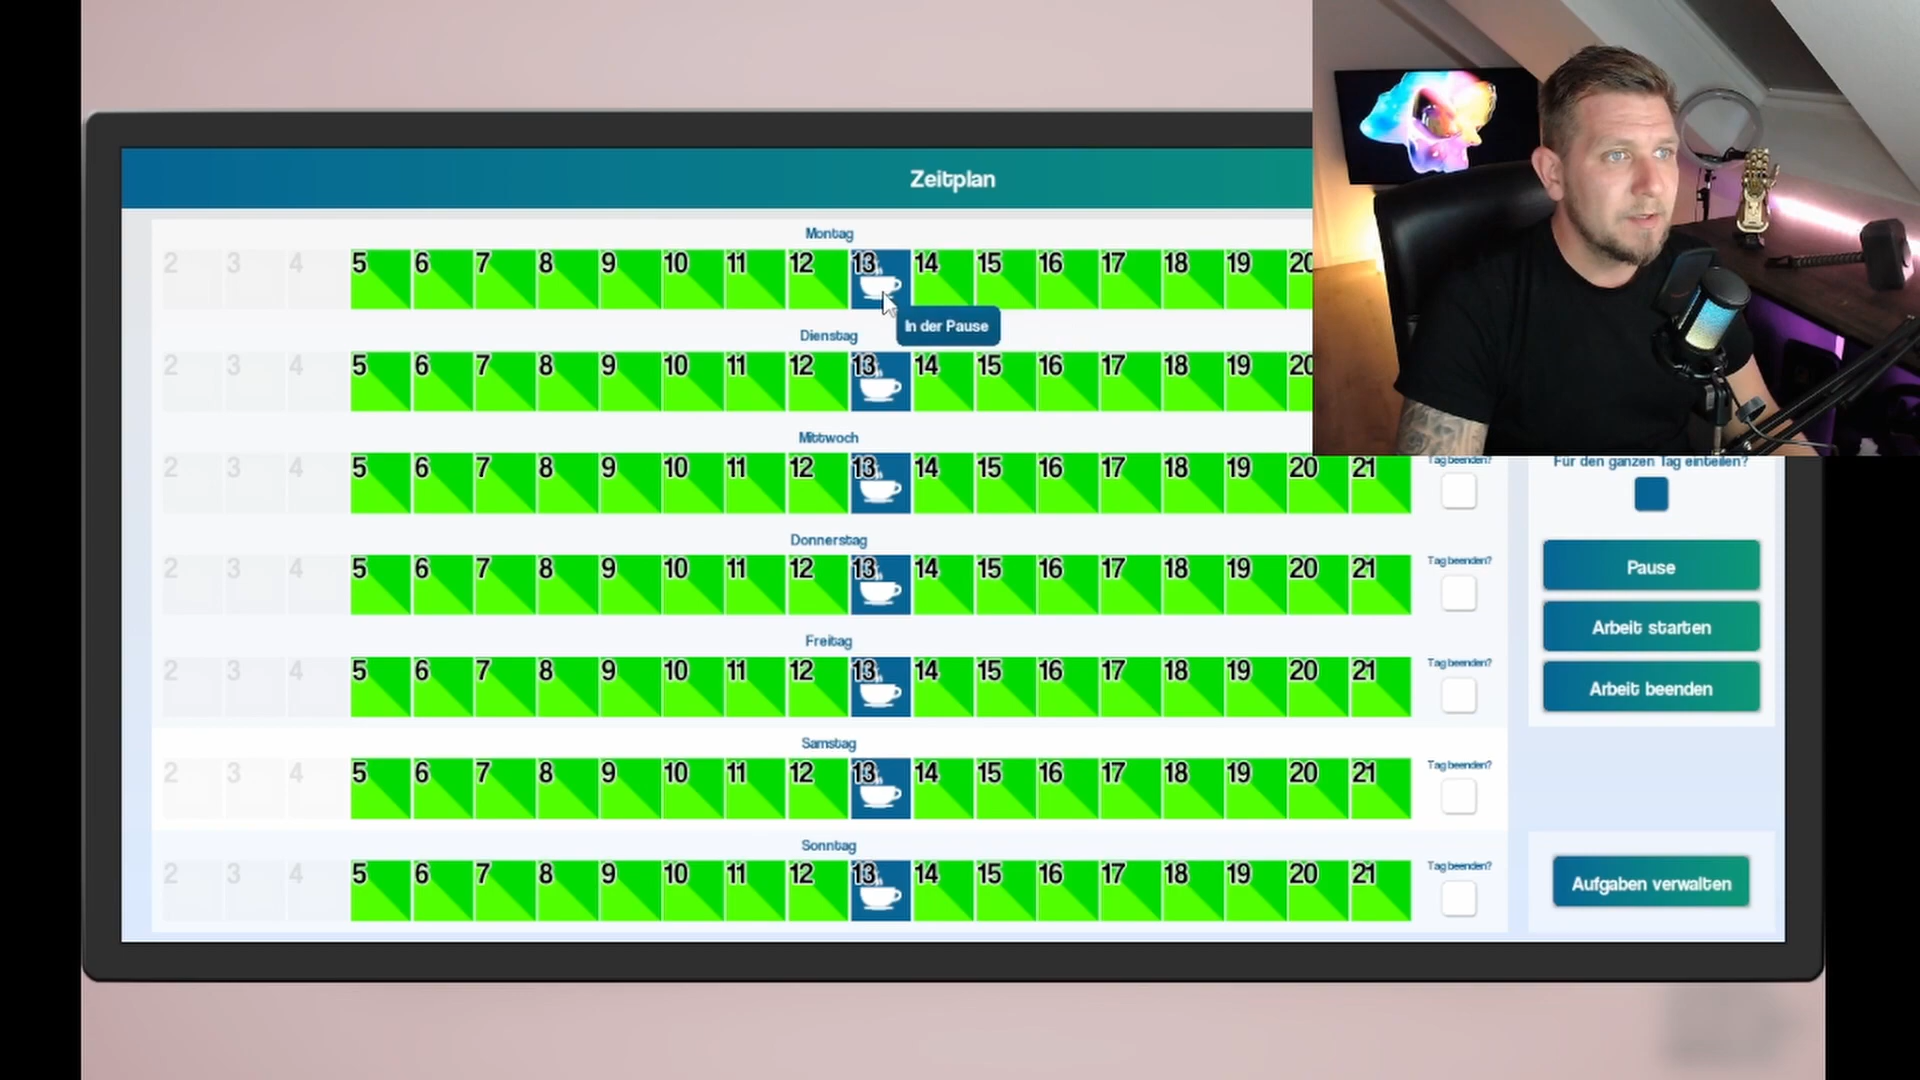 Zeitplan
Montag
2 3 4 5 6 7 8 9 10 11 12 13 14 15 16 17 18 19 20
In der Pause
Dienstag
2 3 4 5 6 7 8 9 10 11 12 13 14 15 16 17 18 19 20
Mittwoch
2 3 4 5 6 7 8 9 10 11 12 13 14 15 16 17 18 19 20 21
Tag beenden?
Für den ganzen Tag einteilen?
Donnerstag
2 3 4 5 6 7 8 9 10 11 12 13 14 15 16 17 18 19 20 21
Tag beenden?
Pause
Arbeit starten
Freitag
2 3 4 5 6 7 8 9 10 11 12 13 14 15 16 17 18 19 20 21
Tag beenden?
Arbeit beenden
Samstag
2 3 4 5 6 7 8 9 10 11 12 13 14 15 16 17 18 19 20 21
Tag beenden?
Sonntag
2 3 4 5 6 7 8 9 10 11 12 13 14 15 16 17 18 19 20 21
Tag beenden?
Aufgaben verwalten